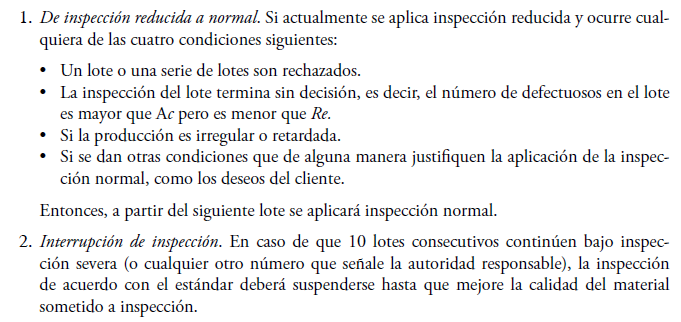 1. De inspección reducida a normal. Si actualmente se aplica inspección reducida y ocurre cual-
quiera de las cuatro condiciones siguientes:
• Un lote o una serie de lotes son rechazados.
• La inspección del lote termina sin decisión, es decir, el número de defectuosos en el lote
es mayor que Ac pero es menor que Re.
• Si la producción es irregular o retardada.
• Si se dan otras condiciones que de alguna manera justifiquen la aplicación de la inspec-
ción normal, como los deseos del cliente.
Entonces, a partir del siguiente lote se aplicará inspección normal.
2. Interrupción de inspección. En caso de que 10 lotes consecutivos continúen bajo inspec-
ción severa (o cualquier otro número que señale la autoridad responsable), la inspección
de acuerdo con el estándar deberá suspenderse hasta que mejore la calidad del material
sometido a inspección.